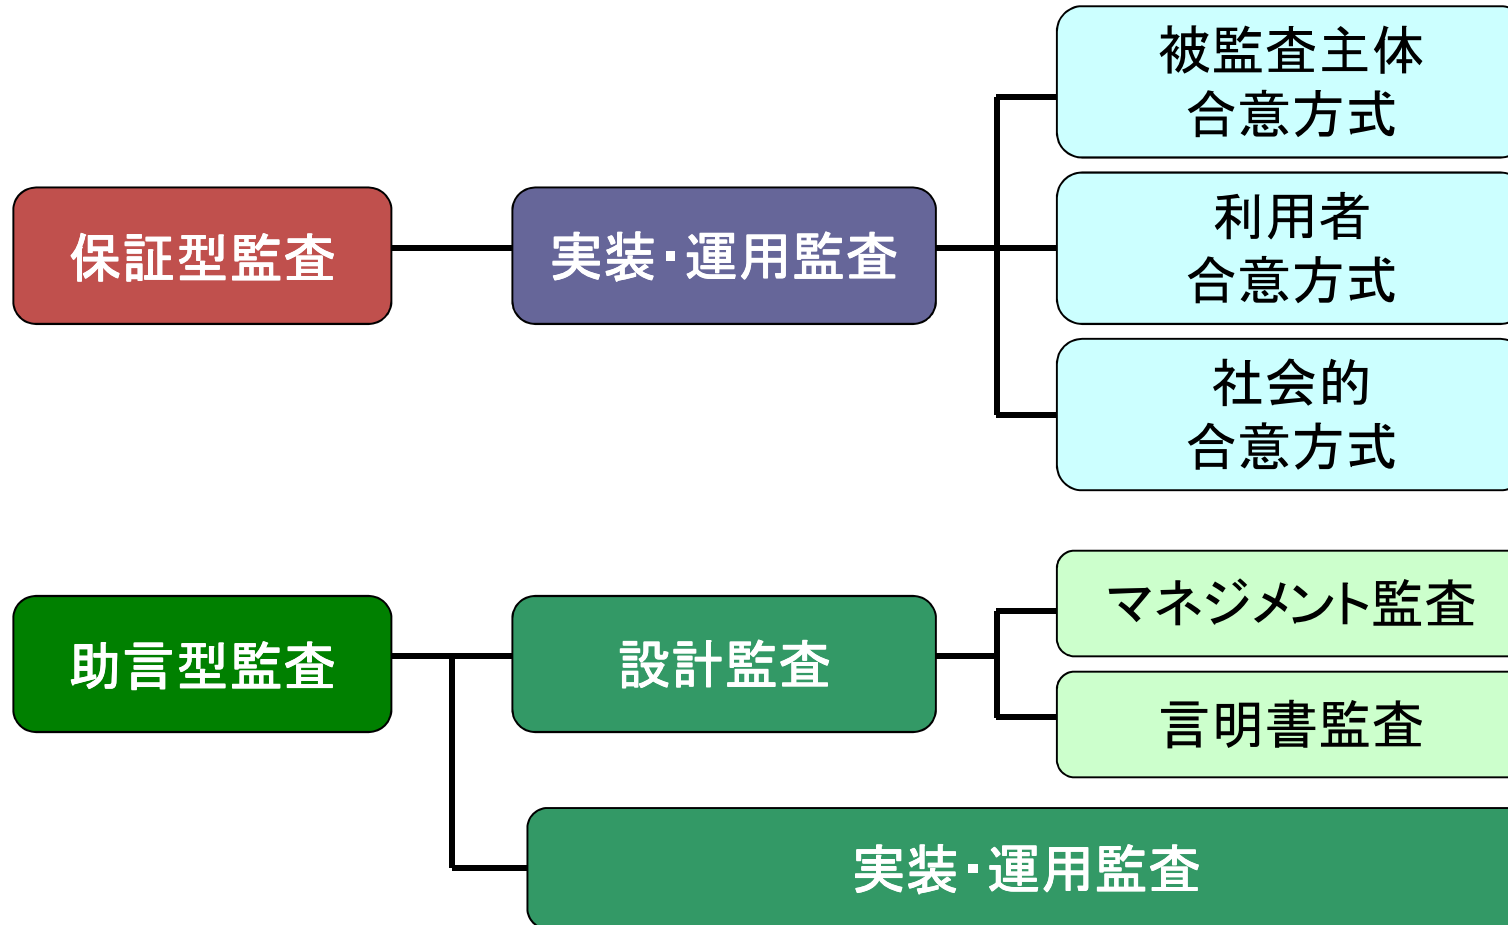 被監査主体
合意方式
保証型監査
実装・運用監査
利用者
合意方式
社会的
合意方式
助言型監査
設計監査
マネジメント監査
言明書監査
実装・運用監査